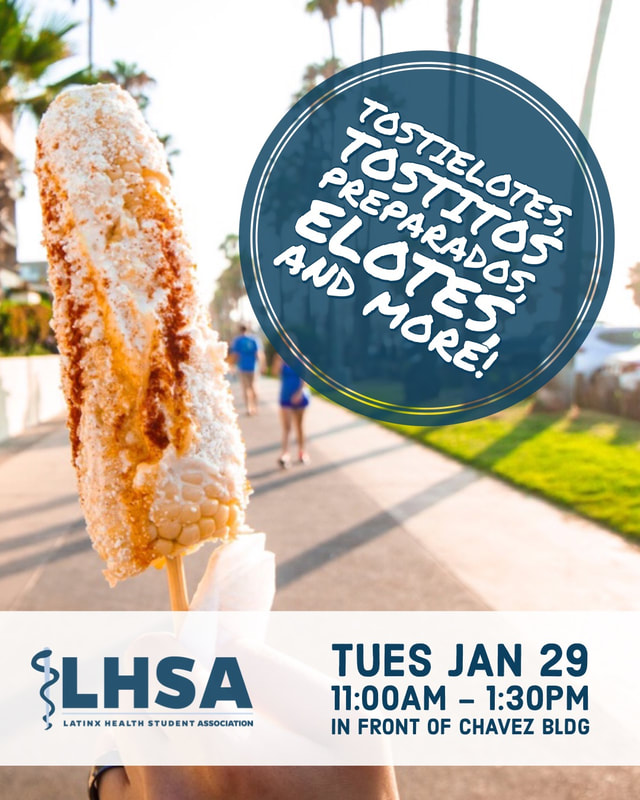 TOSTIELOTES,
TOSTITOS
PREPARADOS,
ELOTES,
AND MORE!
LHSA
LATINX HEALTH STUDENT ASSOCIATION
TUES JAN 29
11:00AM – 1:30PM
IN FRONT OF CHAVEZ BLDG